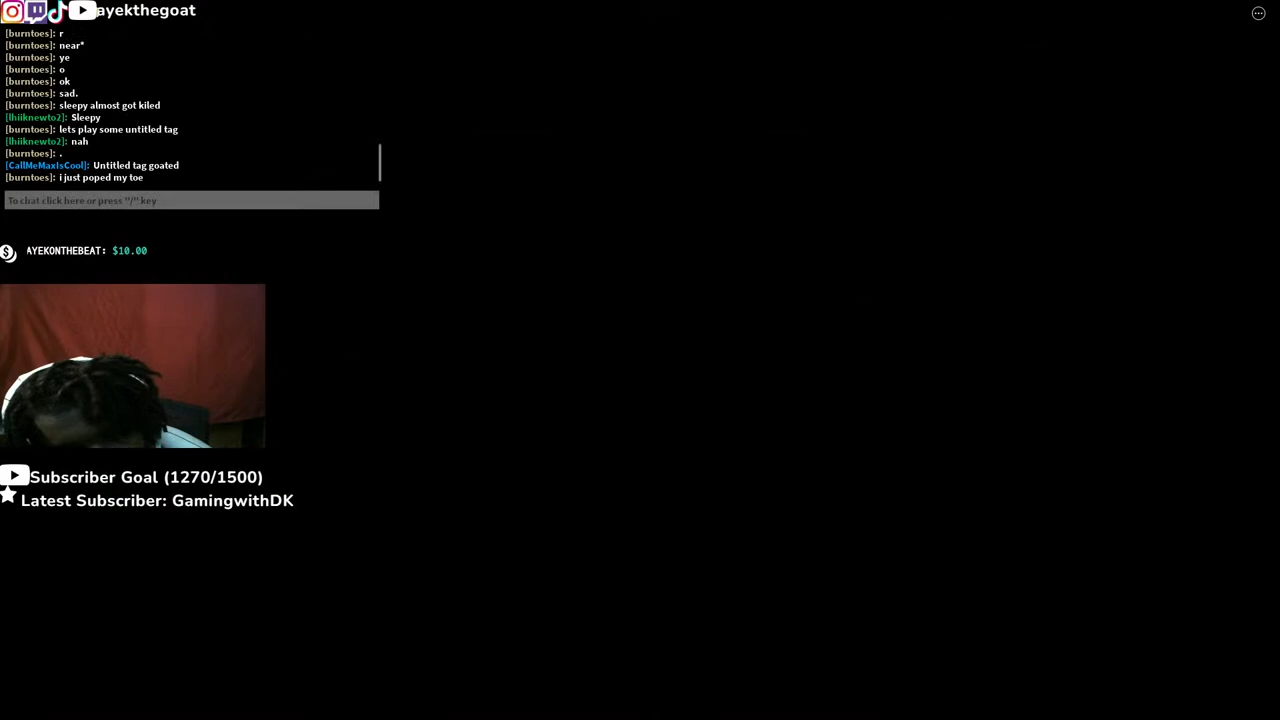 ayekthegoat
[burntoes]: r
[burntoes]: near*
[burntoes]: ye
[burntoes]: o
[burntoes]: ok
[burntoes]: sad.
[burntoes]: sleepy almost got kiled
[lhiiknewto2]: Sleepy
[burntoes]: lets play some untitled tag
[lhiiknewto2]: nah
[burntoes]: .
[CallMeMaxIsCool]: Untitled tag goated
[burntoes]: i just poped my toe
To chat click here or press "/" key
AYEKONTHEBEAT: $10.00
Subscriber Goal (1270/1500)
Latest Subscriber: GamingwithDK